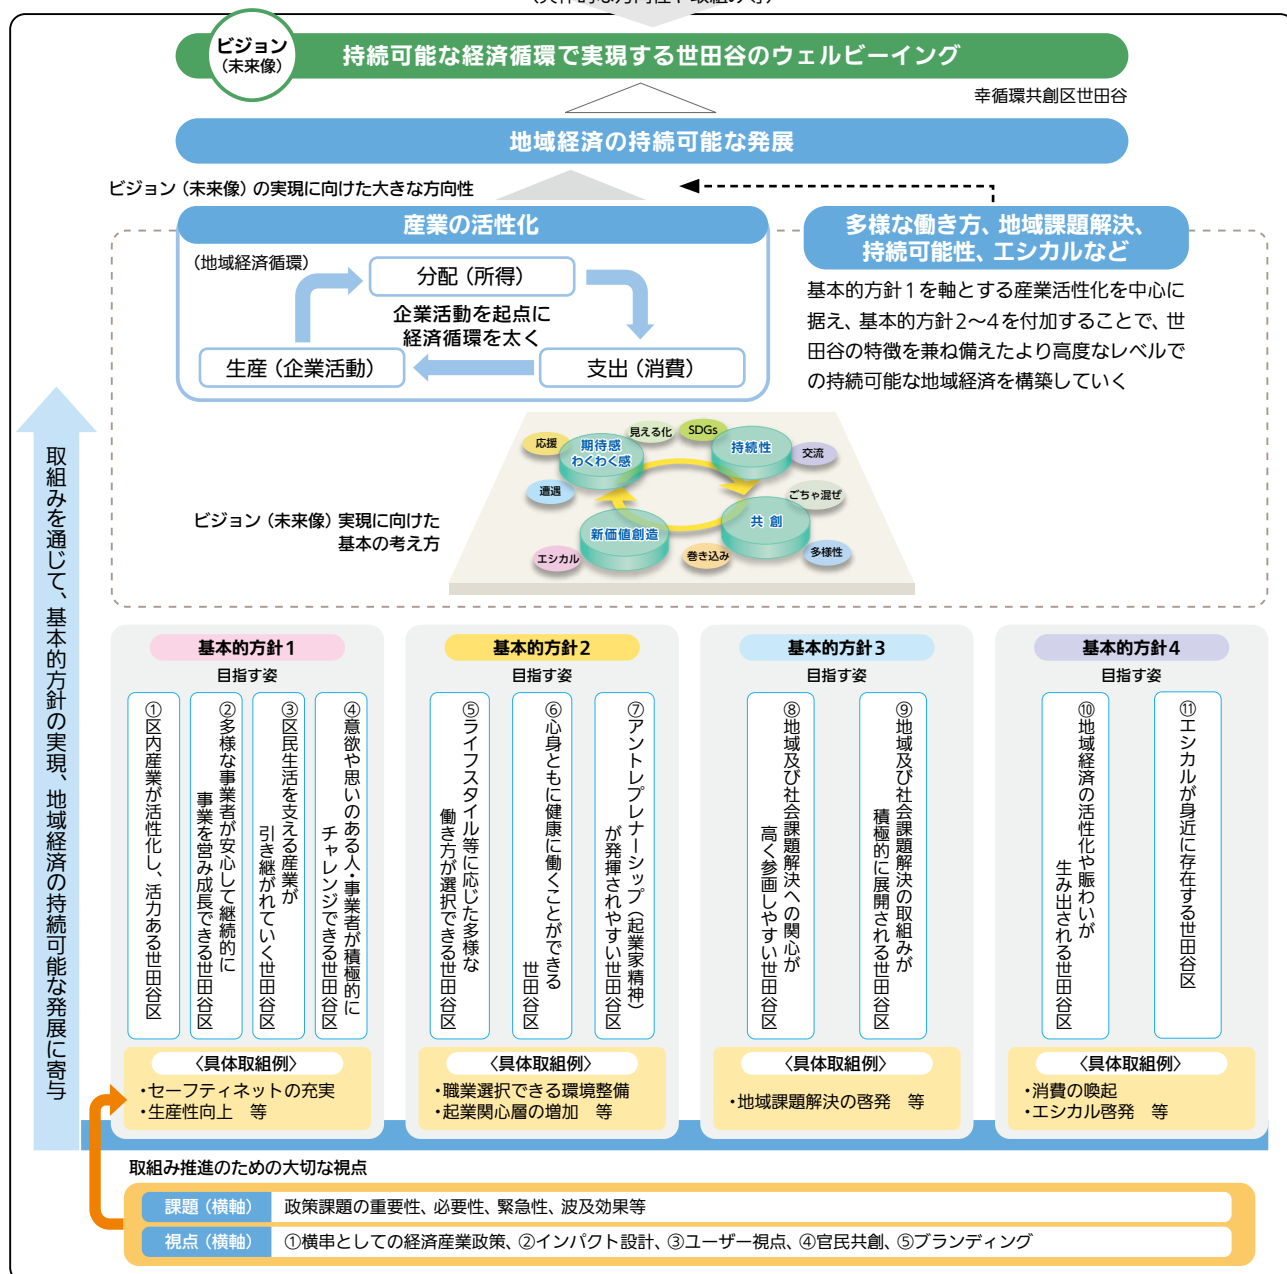 ビジョン
(未来像)
持続可能な経済循環で実現する世田谷のウェルビーイング
幸循環共創区世田谷
地域経済の持続可能な発展
ビジョン(未来像)の実現に向けた大きな方向性
産業の活性化
(地域経済循環)
分配(所得)
企業活動を起点に
経済循環を太く
生産(企業活動)
支出(消費)
多様な働き方、地域課題解決、
持続可能性、エシカルなど
基本的方針1を軸とする産業活性化を中心に
据え、基本的方針2~4を付加することで、世
田谷の特徴を兼ね備えたより高度なレベルで
の持続可能な地域経済を構築していく
応援
期待感
わくわく感
見える化
SDGs
持続性
交流
遭遇
ごちゃ混ぜ
新価値創造
共創
エシカル
巻き込み
多様性
ビジョン(未来像)実現に向けた
基本の考え方
取組みを通じて、基本的方針の実現、地域経済の持続可能な発展に寄与
基本的方針1
目指す姿
①区内産業が活性化し、活力ある世田谷区
②多様な事業者が安心して継続的に
事業を営み成長できる世田谷区
③区民生活を支える産業が
引き継がれていく世田谷区
④意欲や思いのある人・事業者が積極的に
チャレンジできる世田谷区
〈具体取組例〉
・セーフティネットの充実
・生産性向上 等
基本的方針2
目指す姿
⑤ライフスタイル等に応じた多様な
働き方が選択できる世田谷区
⑥心身ともに健康に働くことができる
世田谷区
⑦アントレプレナーシップ(起業家精神)
が発揮されやすい世田谷区
〈具体取組例〉
・職業選択できる環境整備
・起業関心層の増加 等
基本的方針3
目指す姿
⑧地域及び社会課題解決への関心が
高く参画しやすい世田谷区
⑨地域及び社会課題解決の取組みが
積極的に展開される世田谷区
〈具体取組例〉
・地域課題解決の啓発 等
基本的方針4
目指す姿
⑩地域経済の活性化や賑わいが
生み出される世田谷区
⑪エシカルが身近に存在する世田谷区
〈具体取組例〉
・消費の喚起
・エシカル啓発 等
取組み推進のための大切な視点
課題(横軸)
政策課題の重要性、必要性、緊急性、波及効果等
視点(横軸)
①横串としての経済産業政策、②インパクト設計、③ユーザー視点、④官民共創、⑤ブランディング